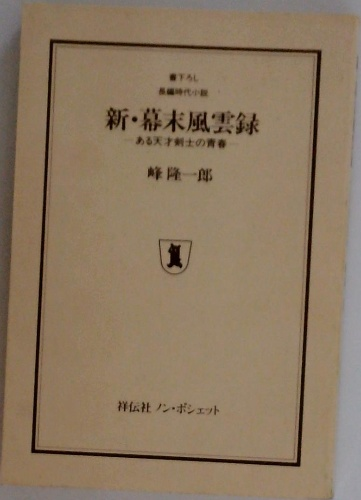 書下ろし
長編時代小説
新・幕末風雲録
―ある天才剣士の青春―
峰隆一郎
祥伝社 ノン・ポシェット